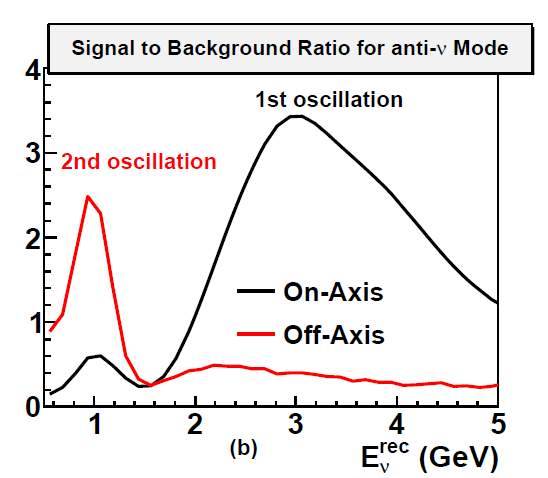 Signal to Background Ratio for anti-ν Mode
4
3
2
1
0
1st oscillation
2nd oscillation
On-Axis
Off-Axis
1 2 3 4 5
(b)
E_ν^rec (GeV)